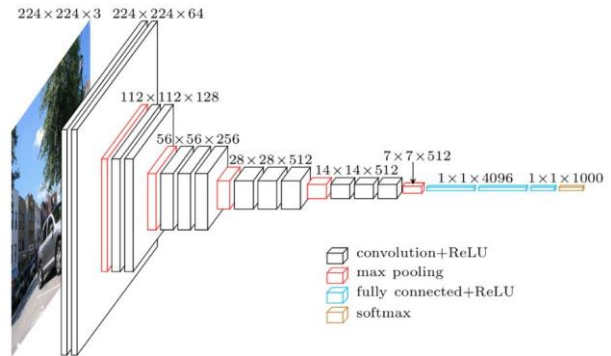 224×224×3
224×224×64
112×112×128
56×56×256
28×28×512
14×14×512
7×7×512
1×1×4096
1×1×1000
convolution+ReLU
max pooling
fully connected+ReLU
softmax